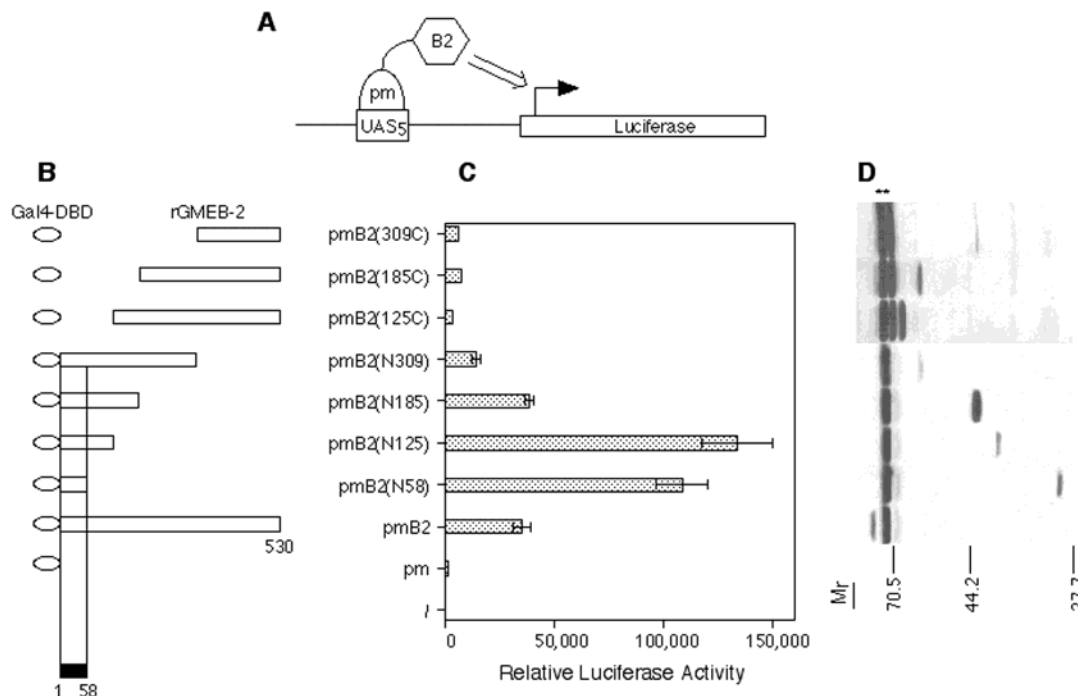 A
B2
pm
UAS5
Luciferase
B
Gal4-DBD
rGMEB-2
530
1 58
C
pmB2(309C)
pmB2(185C)
pmB2(125C)
pmB2(N309)
pmB2(N185)
pmB2(N125)
pmB2(N58)
pmB2
pm
0 50,000 100,000 150,000
Relative Luciferase Activity
D
**
Mr
70.5
44.2